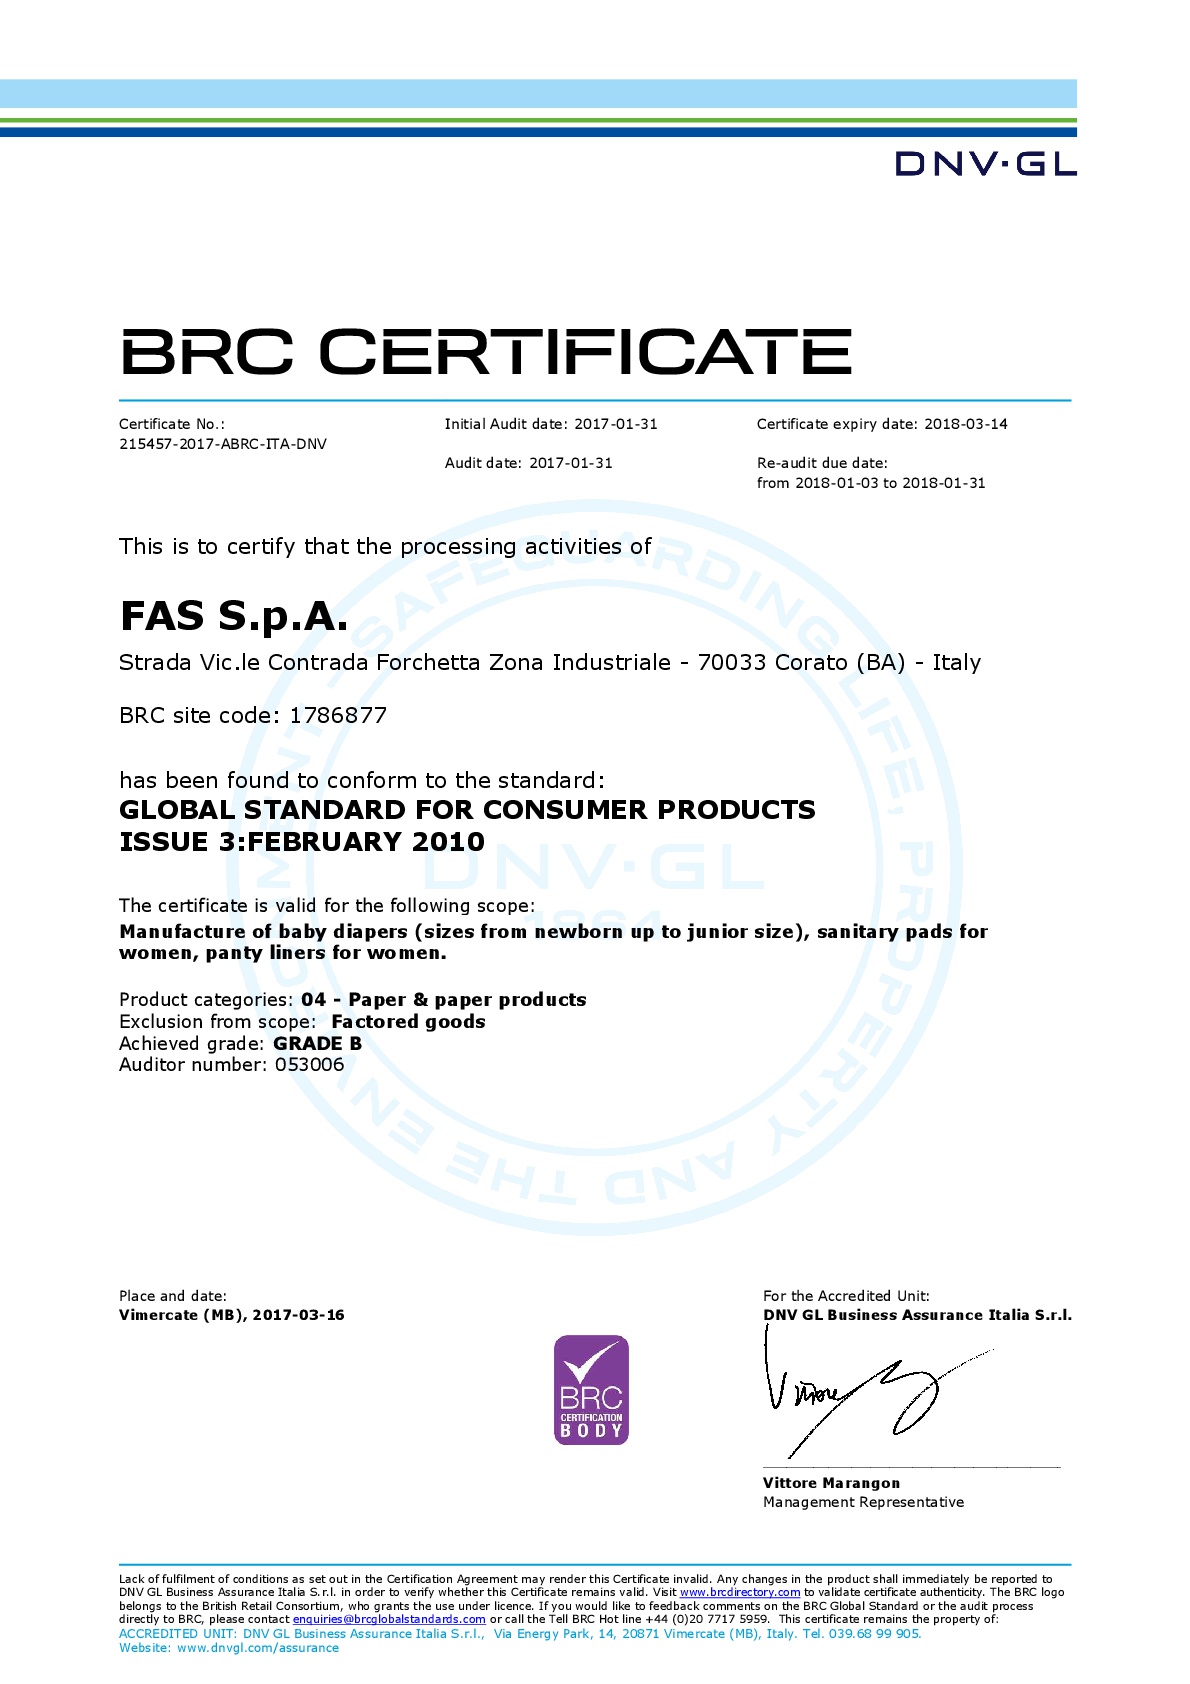 DNV·GL
BRC CERTIFICATE
Certificate No.:
215457-2017-ABRC-ITA-DNV
Initial Audit date: 2017-01-31
Audit date: 2017-01-31
Certificate expiry date: 2018-03-14
Re-audit due date:
from 2018-01-03 to 2018-01-31
This is to certify that the processing activities of
FAS S.p.A.
Strada Vic.le Contrada Forchetta Zona Industriale - 70033 Corato (BA) - Italy
BRC site code: 1786877
has been found to conform to the standard:
GLOBAL STANDARD FOR CONSUMER PRODUCTS
ISSUE 3:FEBRUARY 2010
The certificate is valid for the following scope:
Manufacture of baby diapers (sizes from newborn up to junior size), sanitary pads for
women, panty liners for women.
Product categories: 04 - Paper & paper products
Exclusion from scope: Factored goods
Achieved grade: GRADE B
Auditor number: 053006
SAFEGUARDING LIFE, PROPERTY AND THE ENVIRONMENT
DNV·GL
1864
Place and date:
Vimercate (MB), 2017-03-16
BRC
CERTIFICATION
BODY
For the Accredited Unit:
DNV GL Business Assurance Italia S.r.l.
Vittore
Vittore Marangon
Management Representative
Lack of fulfilment of conditions as set out in the Certification Agreement may render this Certificate invalid. Any changes in the product shall immediately be reported to
DNV GL Business Assurance Italia S.r.l. in order to verify whether this Certificate remains valid. Visit www.brcdirectory.com to validate certificate authenticity. The BRC logo
belongs to the British Retail Consortium, who grants the use under licence. If you would like to feedback comments on the BRC Global Standard or the audit process
directly to BRC, please contact enquiries@brcglobalstandards.com or call the Tell BRC Hot line +44 (0)20 7717 5959. This certificate remains the property of:
ACCREDITED UNIT: DNV GL Business Assurance Italia S.r.l., Via Energy Park, 14, 20871 Vimercate (MB), Italy. Tel. 039.68 99 905.
Website: www.dnvgl.com/assurance